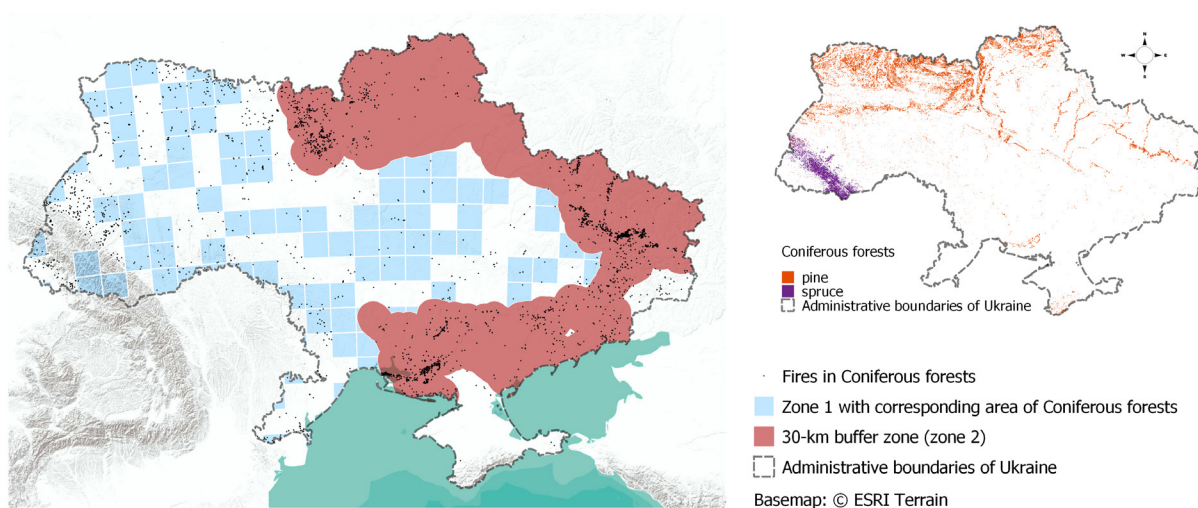 N
W
E
S
Coniferous forests
pine
spruce
Administrative boundaries of Ukraine
Fires in Coniferous forests
Zone 1 with corresponding area of Coniferous forests
30-km buffer zone (zone 2)
Administrative boundaries of Ukraine
Basemap: © ESRI Terrain